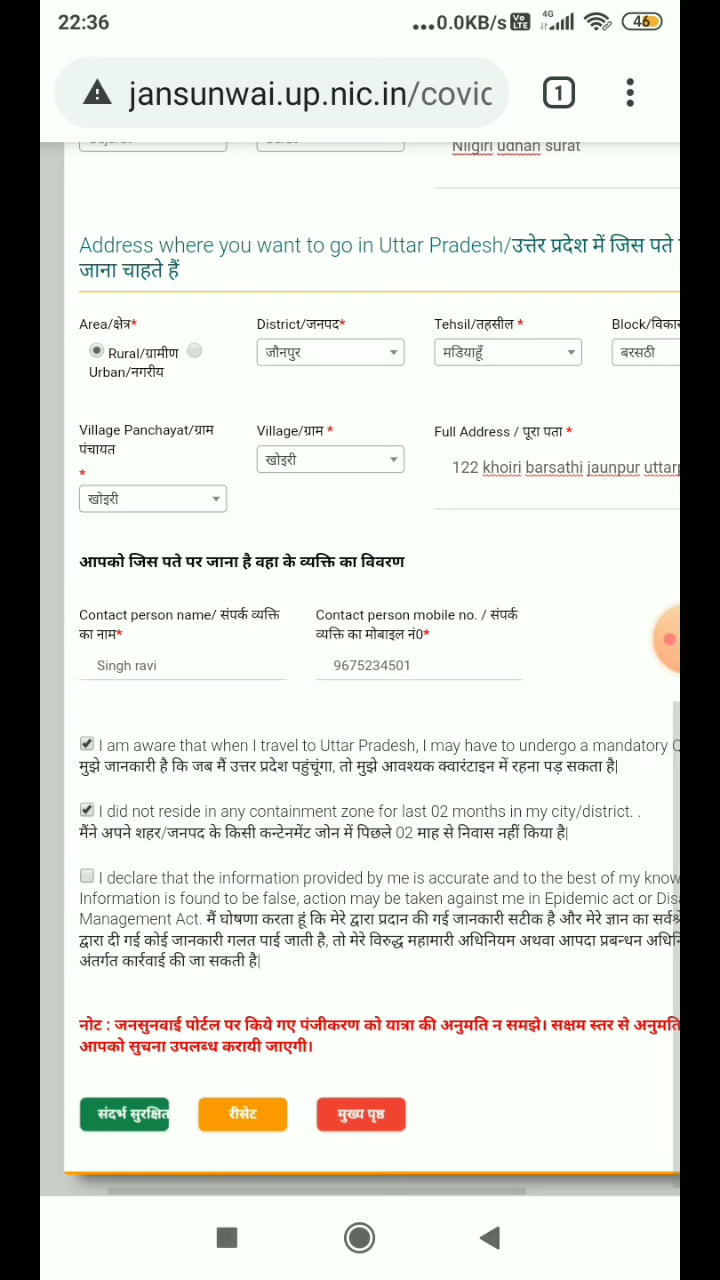 22:36
...0.0KB/s Vo LTE 4G 46
jansunwai.up.nic.in/covid 1
Nilgiri udhan surat
Address where you want to go in Uttar Pradesh/उत्तेर प्रदेश में जिस पते
जाना चाहते हैं
Area/क्षेत्र* District/जनपद* Tehsil/तहसील * Block/विकास
Rural/ग्रामीण जौनपुर मडियाहूँ बरसठी
Urban/नगरीय
Village Panchayat/ग्राम पंचायत * Village/ग्राम * Full Address / पूरा पता *
खोइरी खोइरी 122 khoiri barsathi jaunpur uttarp
आपको जिस पते पर जाना है वहा के व्यक्ति का विवरण
Contact person name/ संपर्क व्यक्ति Contact person mobile no. / संपर्क
का नाम* व्यक्ति का मोबाइल नं0*
Singh ravi 9675234501
I am aware that when I travel to Uttar Pradesh, I may have to undergo a mandatory
मुझे जानकारी है कि जब मैं उत्तर प्रदेश पहुंचूंगा, तो मुझे आवश्यक क्वारंटाइन में रहना पड़ सकता है|
I did not reside in any containment zone for last 02 months in my city/district. .
मैंने अपने शहर/जनपद के किसी कन्टेनमेंट जोन में पिछले 02 माह से निवास नहीं किया है|
I declare that the information provided by me is accurate and to the best of my know
Information is found to be false, action may be taken against me in Epidemic act or Disa
Management Act. मैं घोषणा करता हूं कि मेरे द्वारा प्रदान की गई जानकारी सटीक है और मेरे ज्ञान का सर्वश्रे
द्वारा दी गई कोई जानकारी गलत पाई जाती है, तो मेरे विरुद्ध महामारी अधिनियम अथवा आपदा प्रबन्धन अधिनि
अंतर्गत कार्रवाई की जा सकती है|
नोट : जनसुनवाई पोर्टल पर किये गए पंजीकरण को यात्रा की अनुमति न समझे। सक्षम स्तर से अनुमति
आपको सुचना उपलब्ध करायी जाएगी।
संदर्भ सुरक्षित रीसेट मुख्य पृष्ठ